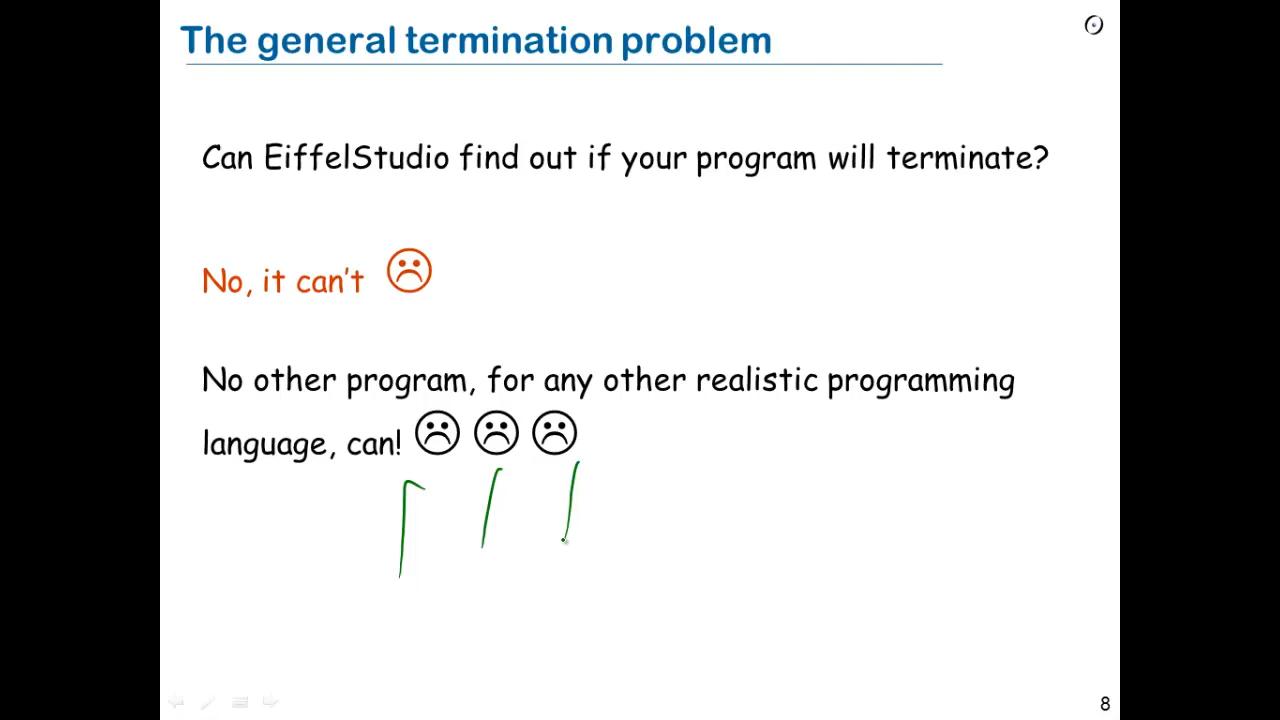 The general termination problem
Can EiffelStudio find out if your program will terminate?
No, it can't ☹
No other program, for any other realistic programming
language, can! ☹ ☹ ☹
8